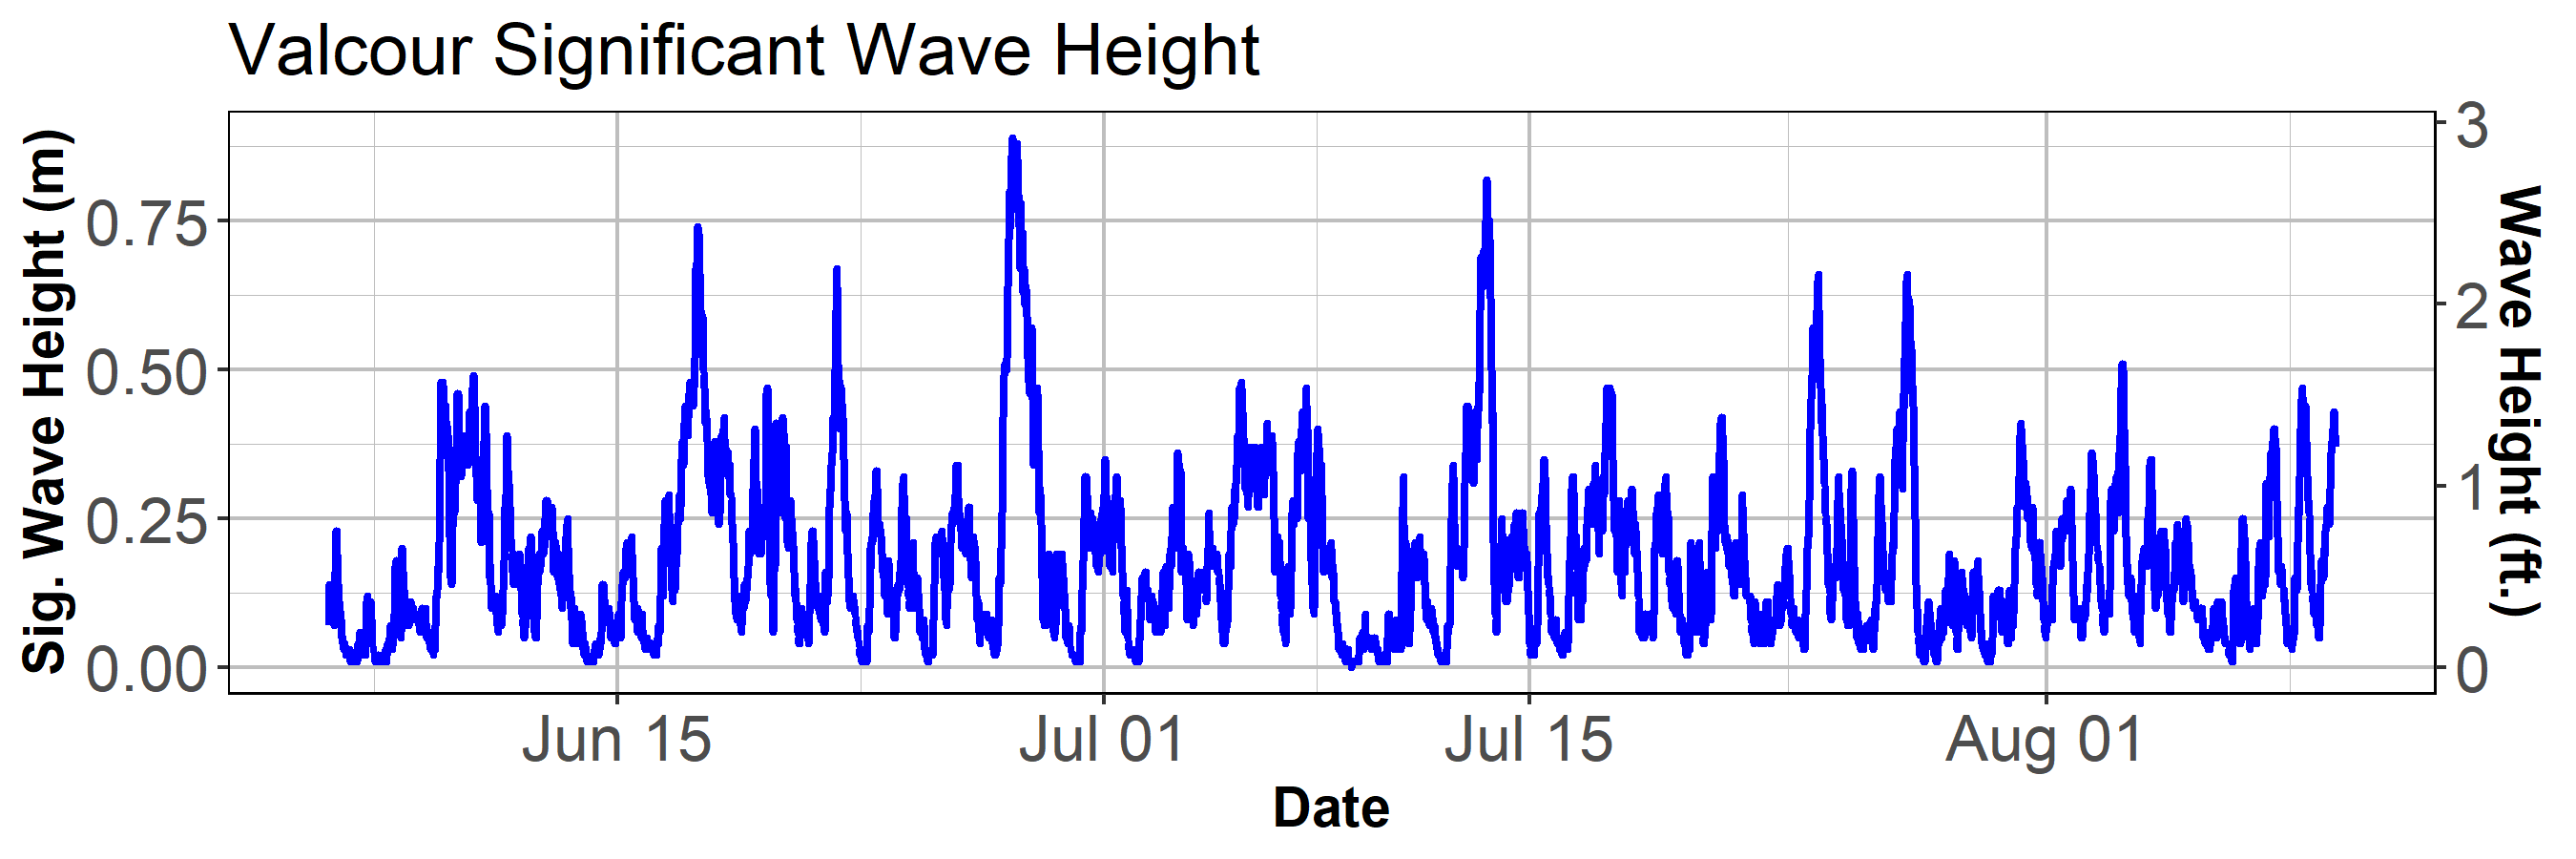 Valcour Significant Wave Height
Sig. Wave Height (m)
0.75
0.50
0.25
0.00
3
2
1
0
Wave Height (ft.)
Jun 15
Jul 01
Jul 15
Aug 01
Date